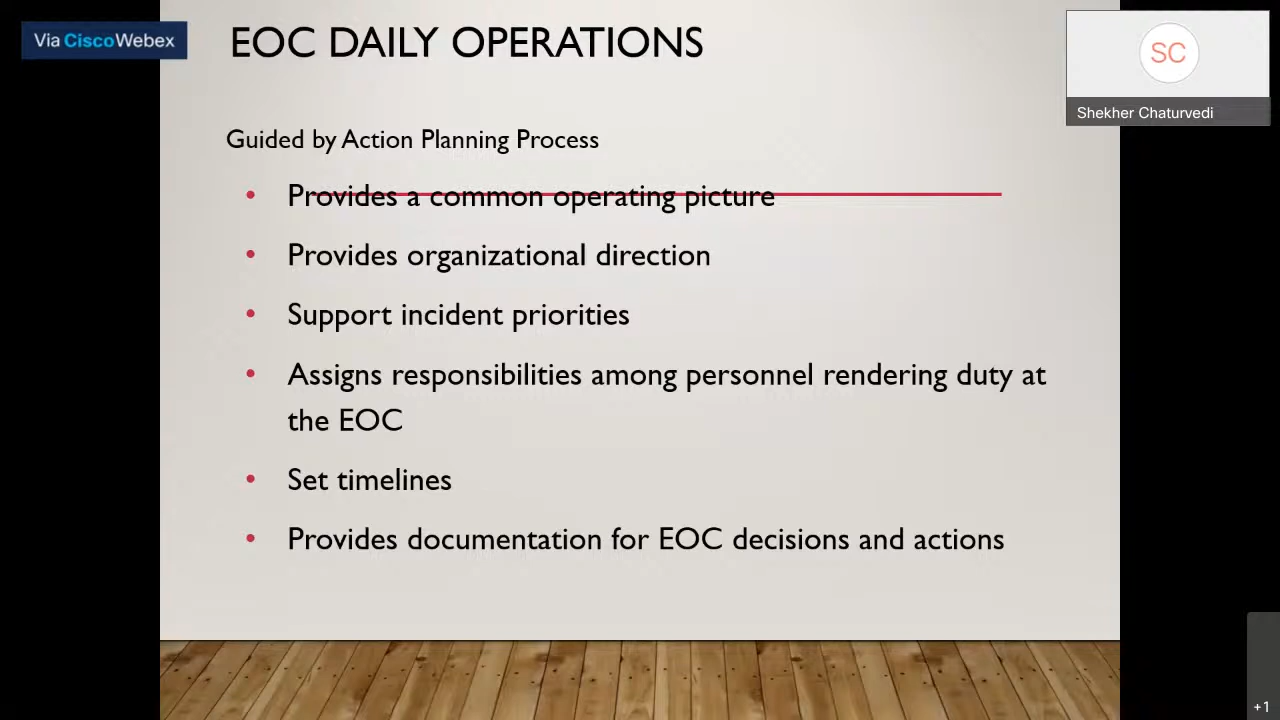 Via CiscoWebex
EOC DAILY OPERATIONS
SC
Shekher Chaturvedi
Guided by Action Planning Process
• Provides a common operating picture
• Provides organizational direction
• Support incident priorities
• Assigns responsibilities among personnel rendering duty at
the EOC
• Set timelines
• Provides documentation for EOC decisions and actions
+1